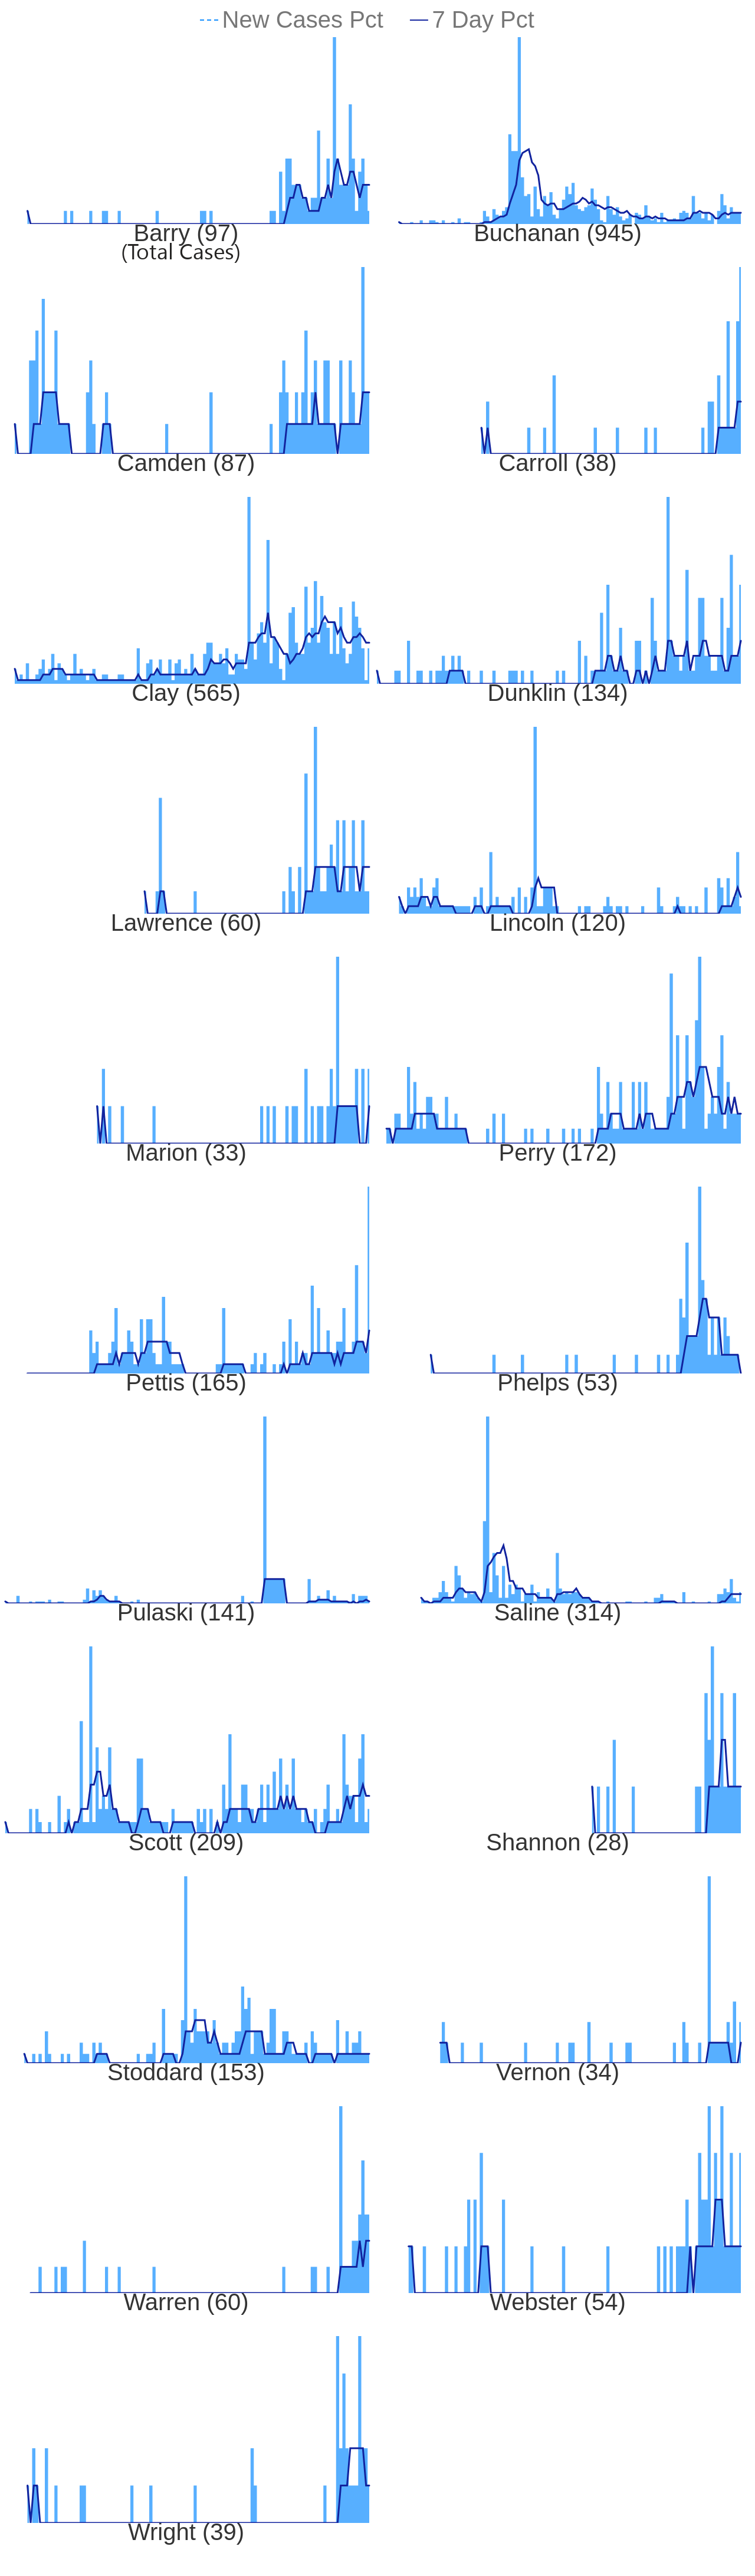 New Cases Pct 7 Day Pct
Barry (97) Buchanan (945)
(Total Cases)
Camden (87) Carroll (38)
Clay (565) Dunklin (134)
Lawrence (60) Lincoln (120)
Marion (33) Perry (172)
Pettis (165) Phelps (53)
Pulaski (141) Saline (314)
Scott (209) Shannon (28)
Stoddard (153) Vernon (34)
Warren (60) Webster (54)
Wright (39)